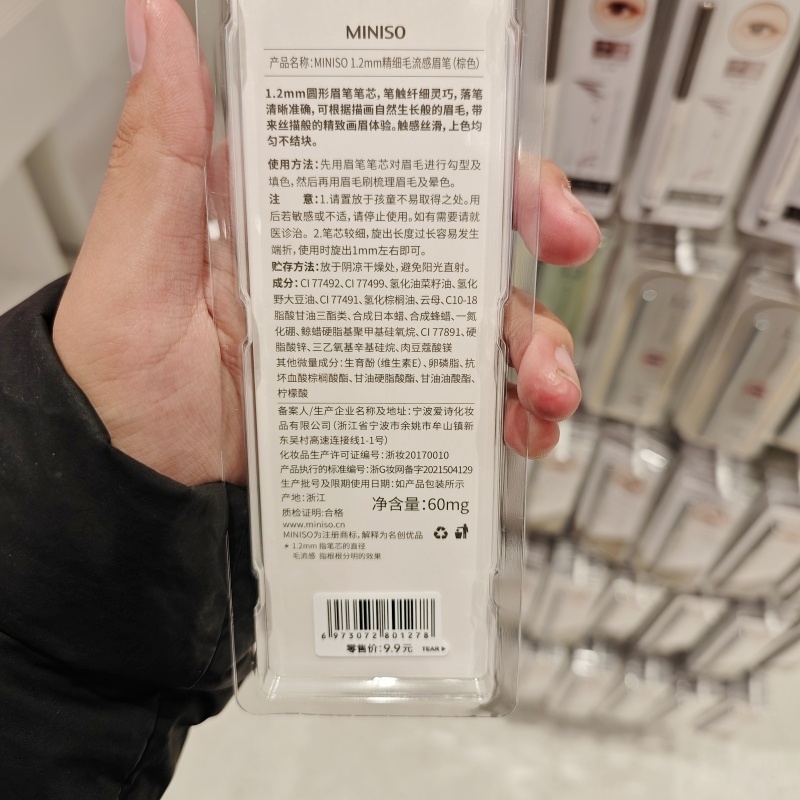 MINISO
产品名称:MINISO 1.2mm精细毛流感眉笔(棕色)
1.2mm圆形眉笔笔芯，笔触纤细灵巧，落笔
清晰准确，可根据描画自然生长般的眉毛，带
来丝描般的精致画眉体验。触感丝滑，上色均
匀不结块。
使用方法:先用眉笔笔芯对眉毛进行勾型及
填色，然后再用眉毛刷梳理眉毛及晕色。
注 意:1.请置放于孩童不易取得之处。用
后若敏感或不适，请停止使用。如有需要请就
医诊治。2.笔芯较细，旋出长度过长容易发生
端折，使用时旋出1mm左右即可。
贮存方法:放于阴凉干燥处，避免阳光直射。
成分:CI 77492、CI 77499、氢化油菜籽油、氢化
野大豆油、CI 77491、氢化棕榈油、云母、C10-18
脂酸甘油三酯类、合成日本蜡、合成蜂蜡、一氮
化硼、鲸蜡硬脂基聚甲基硅氧烷、CI 77891、硬
脂酸锌、三乙氧基辛基硅烷、肉豆蔻酸镁
其他微量成分:生育酚(维生素E)、卵磷脂、抗
坏血酸棕榈酸酯、甘油硬脂酸酯、甘油油酸酯、
柠檬酸
备案人/生产企业名称及地址:宁波爱诗化妆
品有限公司(浙江省宁波市余姚市牟山镇新
东吴村高速连接线1-1号)
化妆品生产许可证编号:浙妆20170010
产品执行的标准编号:浙G妆网备字2021504129
生产批号及限期使用日期:如产品包装所示
产地:浙江
净含量:60mg
质检证明:合格
www.miniso.cn
MINISO为注册商标，解释为名创优品
★ 1.2mm 指笔芯的直径
毛流感 指根根分明的效果
6 973072 801278
零售价:9.9元 TEAR